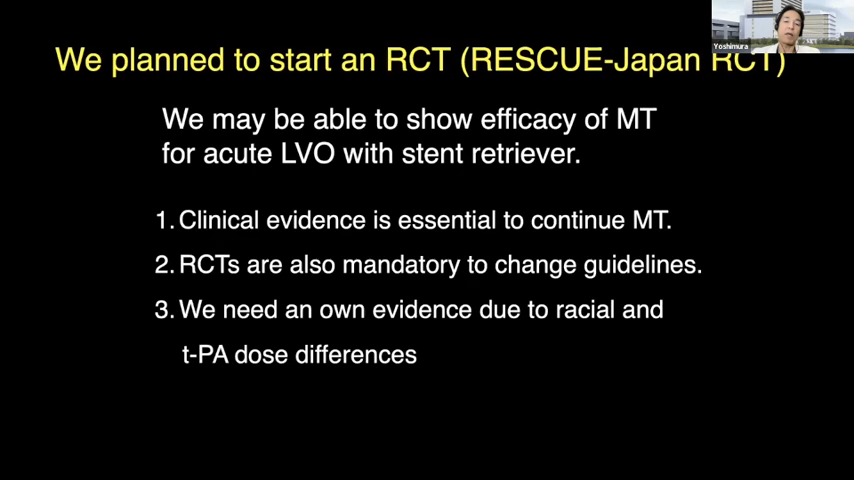 We planned to start an RCT (RESCUE-Japan RCT)
Yoshimura
We may be able to show efficacy of MT
for acute LVO with stent retriever.
1. Clinical evidence is essential to continue MT.
2. RCTs are also mandatory to change guidelines.
3. We need an own evidence due to racial and
t-PA dose differences